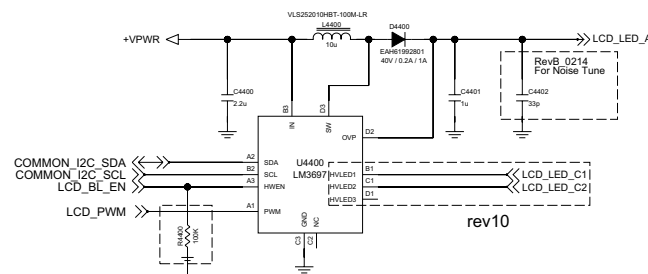 VLS252010HBT-100M-LR
L4400
10u
D4400
EAH61992801
40V / 0.2A / 1A
+VPWR
LCD_LED_A
RevB_0214
For Noise Tune
C4400
2.2u
C4401
1u
C4402
33p
B3
IN
D3
SW
OVP
D2
U4400
LM3697
COMMON_I2C_SDA
A2
SDA
COMMON_I2C_SCL
B2
SCL
LCD_BL_EN
A3
HWEN
LCD_PWM
A1
PWM
HVLED1
B1
LCD_LED_C1
HVLED2
C1
LCD_LED_C2
HVLED3
D1
rev10
R4400
100K
GND
C3
NC
C2